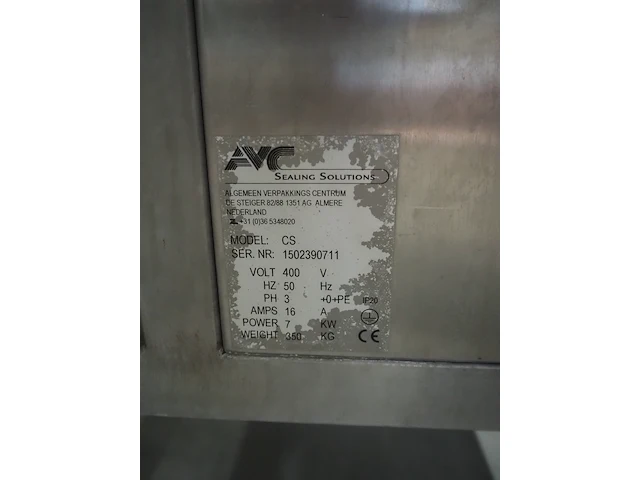 AVC
SEALING SOLUTIONS
ALGEMEEN VERPAKKINGS CENTRUM
DE STEIGER 82/88 1351 AG ALMERE
NEDERLAND
+31 (0)36 5348020
MODEL: CS
SER. NR: 1502390711
VOLT 400 V
HZ 50 Hz
PH 3 +0+PE IP20
AMPS 16 A
POWER 7 KW
WEIGHT 350 KG CE